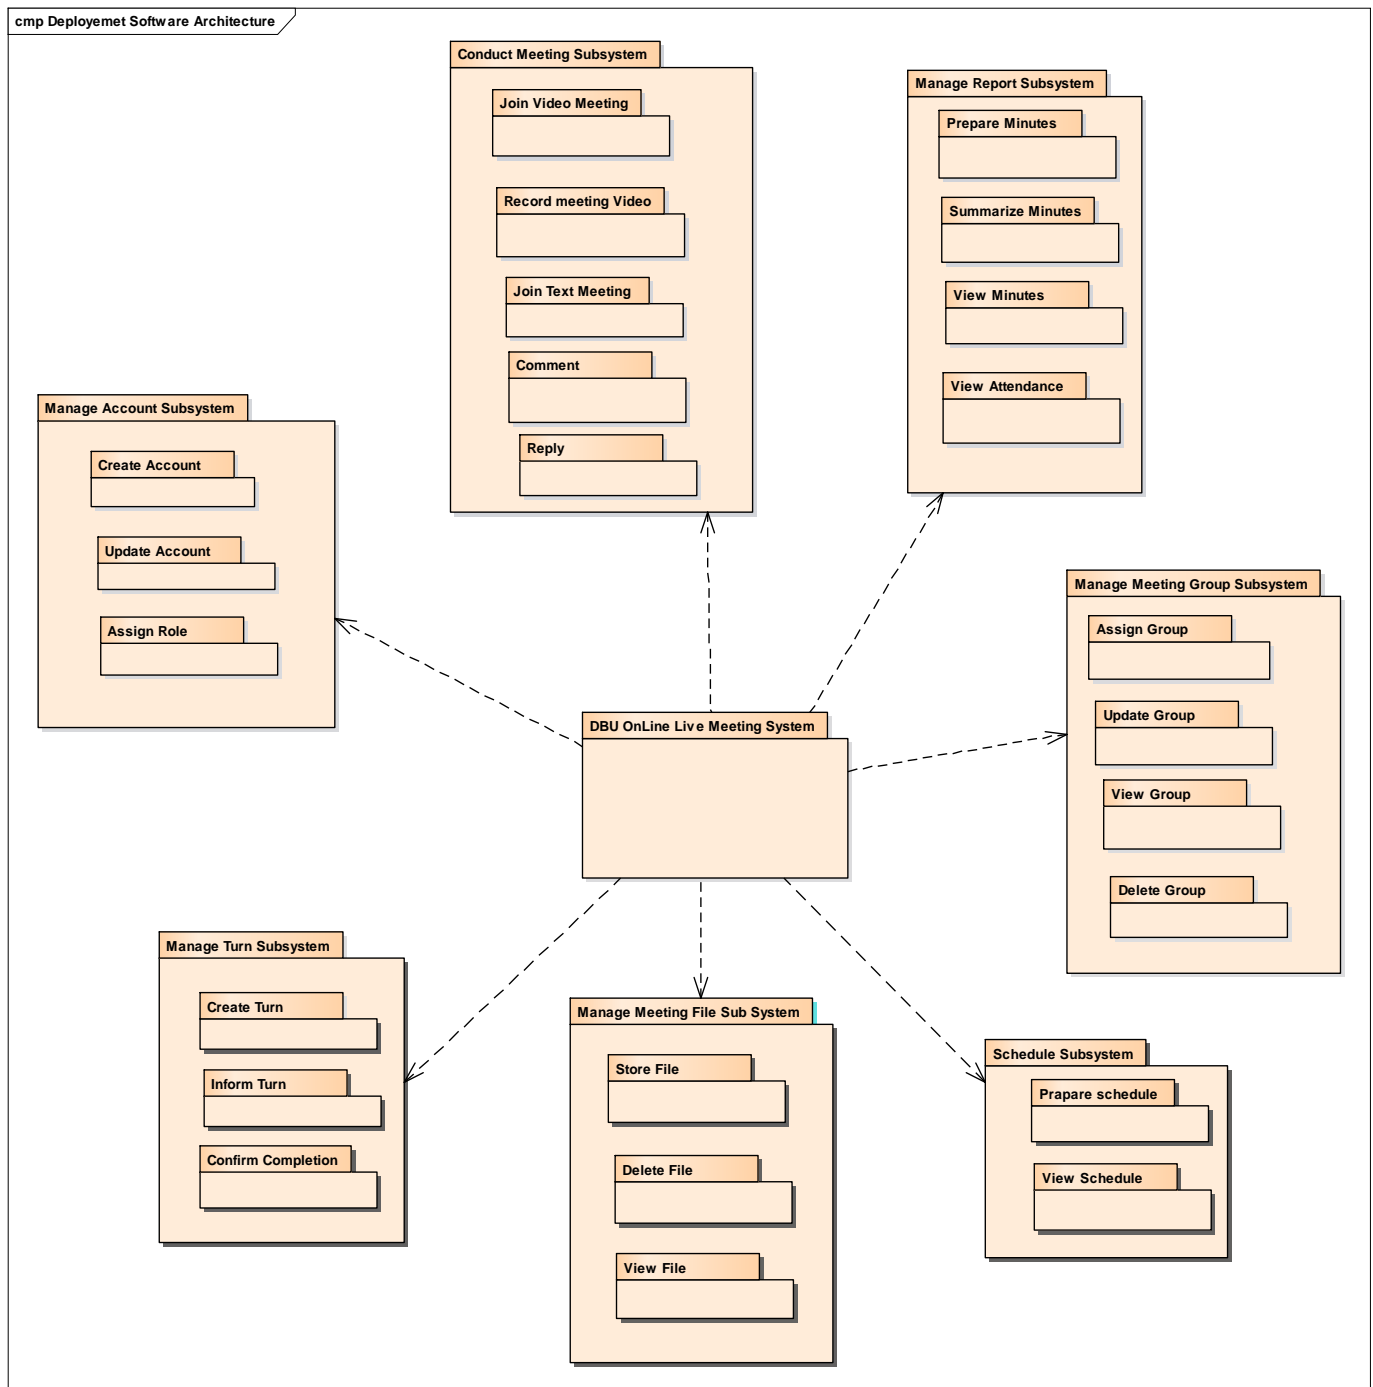 cmp Deployemet Software Architecture
Conduct Meeting Subsystem
Join Video Meeting
Record meeting Video
Join Text Meeting
Comment
Reply
Manage Report Subsystem
Prepare Minutes
Summarize Minutes
View Minutes
View Attendance
Manage Account Subsystem
Create Account
Update Account
Assign Role
Manage Meeting Group Subsystem
Assign Group
Update Group
View Group
Delete Group
DBU OnLine Live Meeting System
Manage Turn Subsystem
Create Turn
Inform Turn
Confirm Completion
Manage Meeting File Sub System
Store File
Delete File
View File
Schedule Subsystem
Prapare schedule
View Schedule